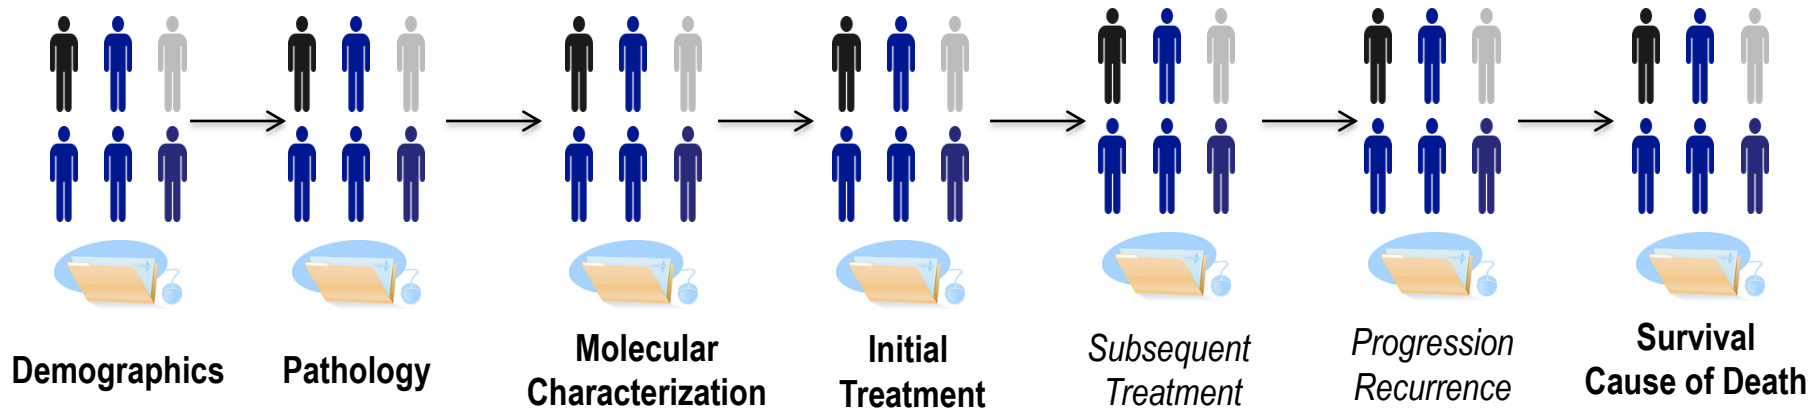 Demographics
Pathology
Molecular
Characterization
Initial
Treatment
Subsequent
Treatment
Progression
Recurrence
Survival
Cause of Death